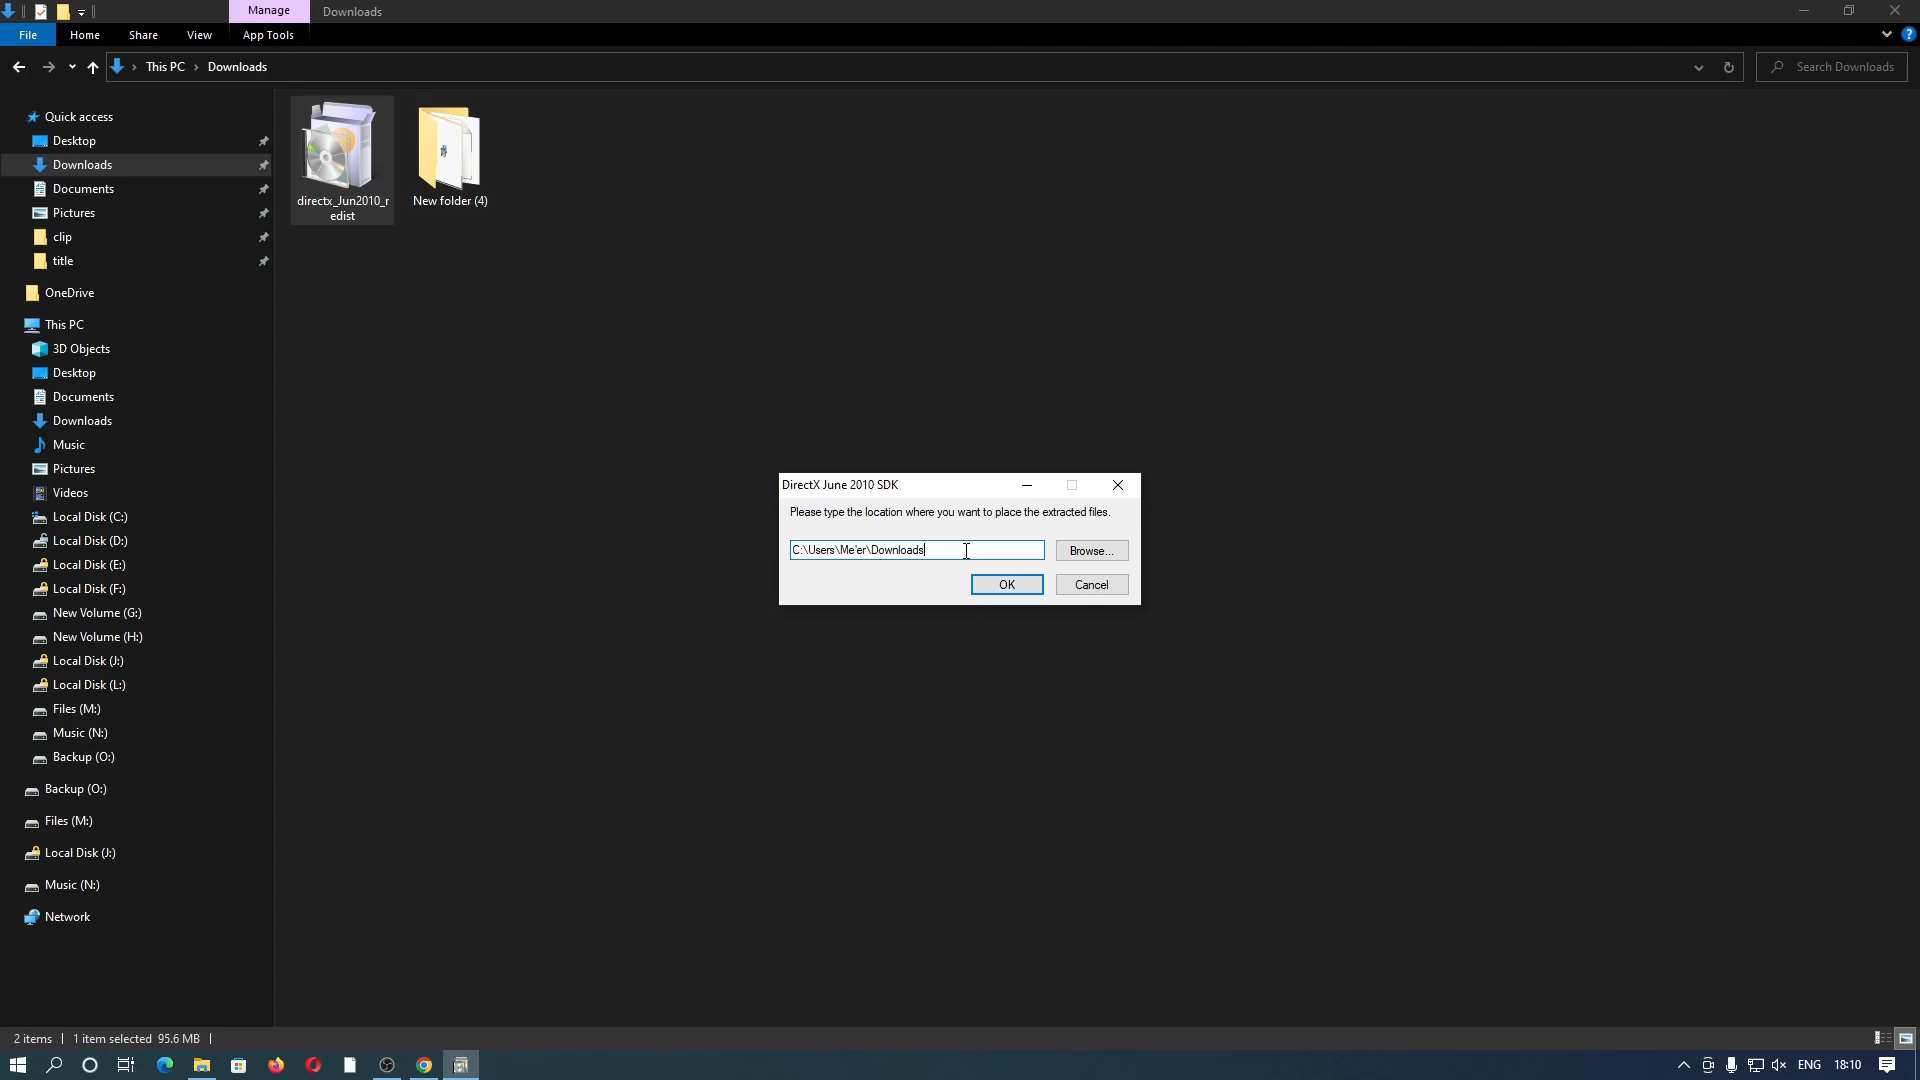 Manage
Downloads
File
Home
Share
View
App Tools
This PC
Downloads
Search Downloads
Quick access
Desktop
Downloads
Documents
Pictures
clip
title
OneDrive
This PC
3D Objects
Desktop
Documents
Downloads
Music
Pictures
Videos
Local Disk (C:)
Local Disk (D:)
Local Disk (E:)
Local Disk (F:)
New Volume (G:)
New Volume (H:)
Local Disk (J:)
Local Disk (L:)
Files (M:)
Music (N:)
Backup (O:)
Backup (O:)
Files (M:)
Local Disk (J:)
Music (N:)
Network
directx_Jun2010_r
edist
New folder (4)
DirectX June 2010 SDK
Please type the location where you want to place the extracted files.
C:\Users\Me'er\Downloads
Browse...
OK
Cancel
2 items
1 item selected 95.6 MB
ENG
18:10